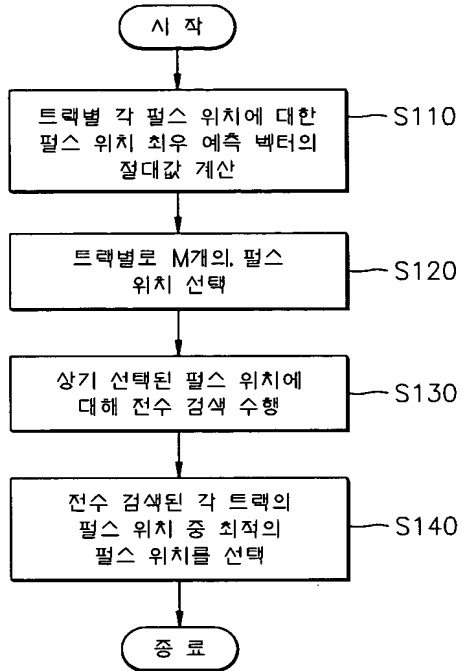 시 작
트랙별 각 펄스 위치에 대한
펄스 위치 최우 예측 벡터의
절대값 계산
S110
트랙별로 M개의. 펄스
위치 선택
S120
상기 선택된 펄스 위치에
대해 전수 검색 수행
S130
전수 검색된 각 트랙의
펄스 위치 중 최적의
펄스 위치를 선택
S140
종 료